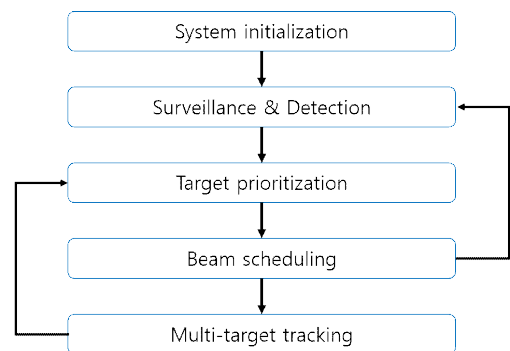 System initialization
Surveillance & Detection
Target prioritization
Beam scheduling
Multi-target tracking